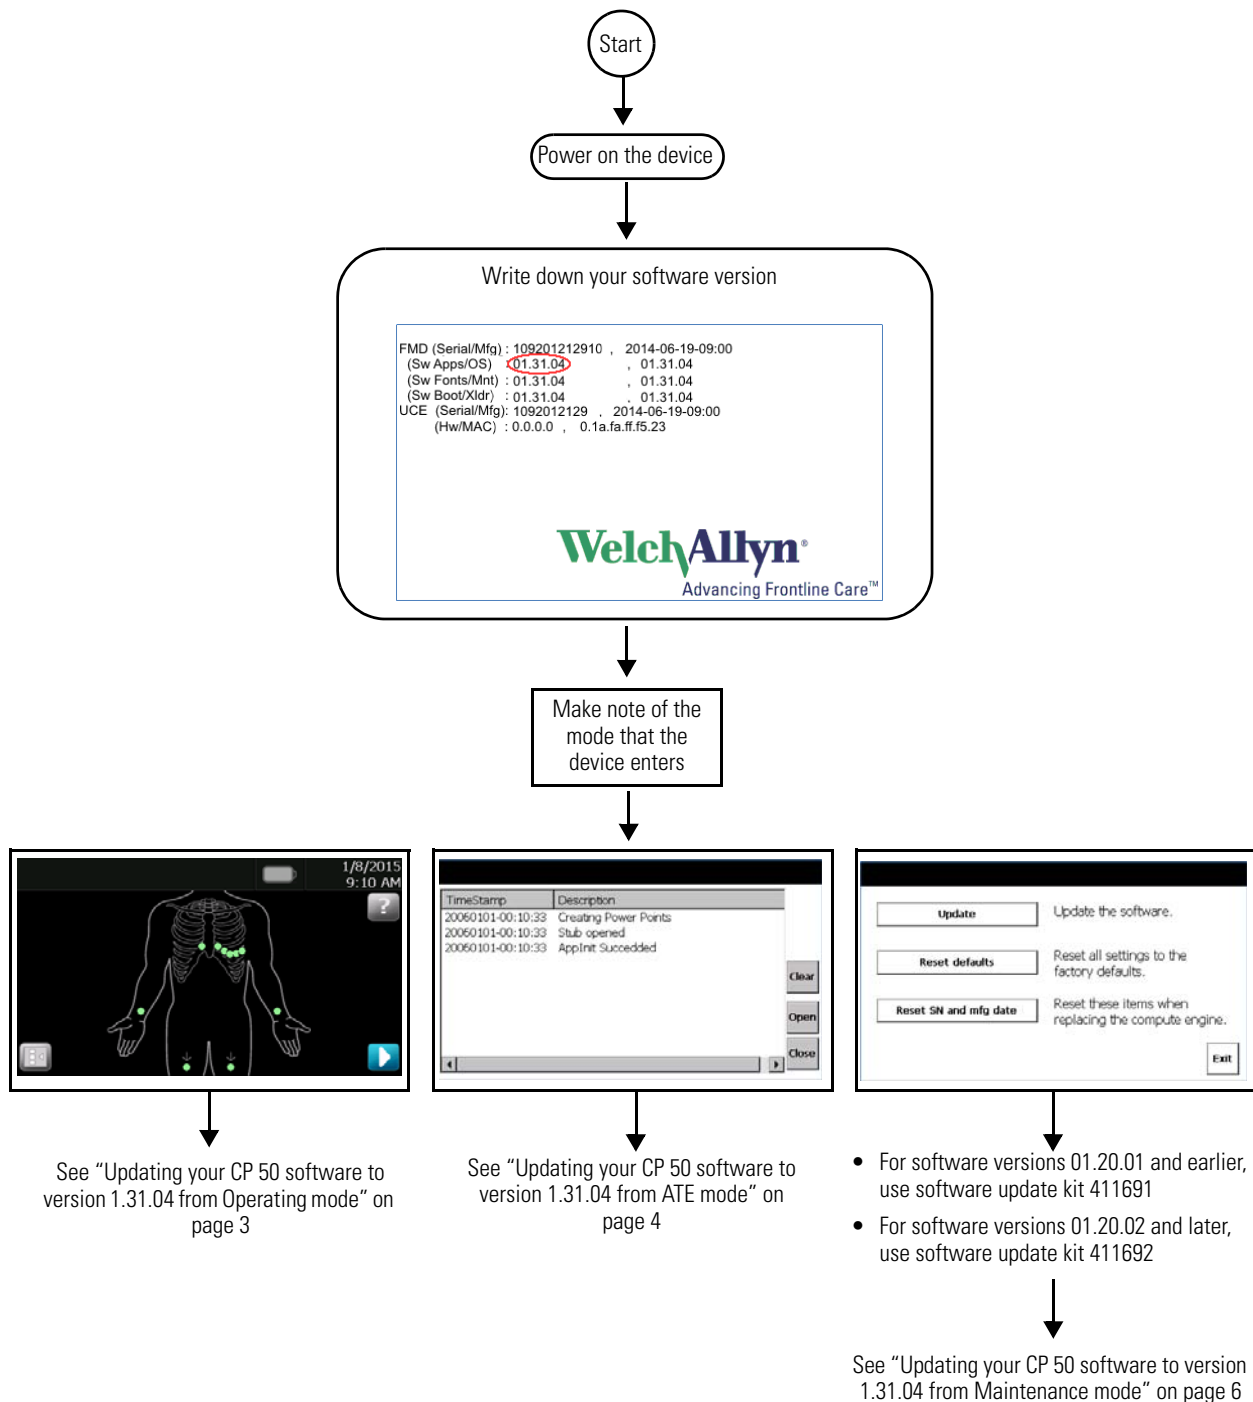 Start
Power on the device
Write down your software version
FMD (Serial/Mfg) : 109201212910 , 2014-06-19-09:00
(Sw Apps/OS) : 01.31.04 , 01.31.04
(Sw Fonts/Mnt) : 01.31.04 , 01.31.04
(Sw Boot/Xldr) : 01.31.04 , 01.31.04
UCE (Serial/Mfg): 1092012129 , 2014-06-19-09:00
(Hw/MAC) : 0.0.0.0 , 0.1a.fa.ff.f5.23
WelchAllyn®
Advancing Frontline Care™
Make note of the
mode that the
device enters
1/8/2015
9:10 AM
?
See “Updating your CP 50 software to
version 1.31.04 from Operating mode” on
page 3
TimeStamp Description
20060101-00:10:33 Creating Power Points
20060101-00:10:33 Stub opened
20060101-00:10:33 AppInit Succedded
Clear
Open
Close
See “Updating your CP 50 software to
version 1.31.04 from ATE mode” on
page 4
Update Update the software.
Reset defaults Reset all settings to the
factory defaults.
Reset SN and mfg date Reset these items when
replacing the compute engine.
Exit
• For software versions 01.20.01 and earlier,
use software update kit 411691
• For software versions 01.20.02 and later,
use software update kit 411692
See “Updating your CP 50 software to version
1.31.04 from Maintenance mode” on page 6